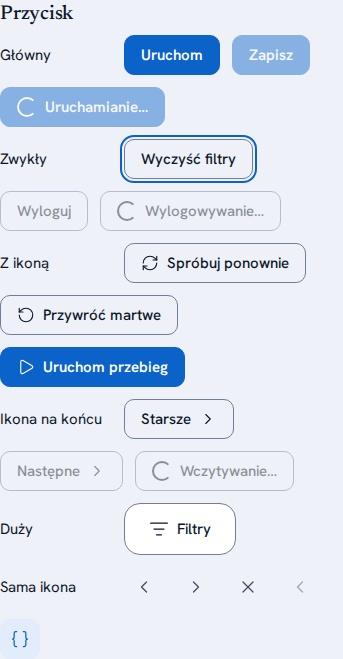 Przycisk
Główny Uruchom Zapisz
Uruchamianie...
Zwykły Wyczyść filtry
Wyloguj Wylogowywanie...
Z ikoną Spróbuj ponownie
Przywróć martwe
Uruchom przebieg
Ikona na końcu Starsze
Następne Wczytywanie...
Duży Filtry
Sama ikona
{ }